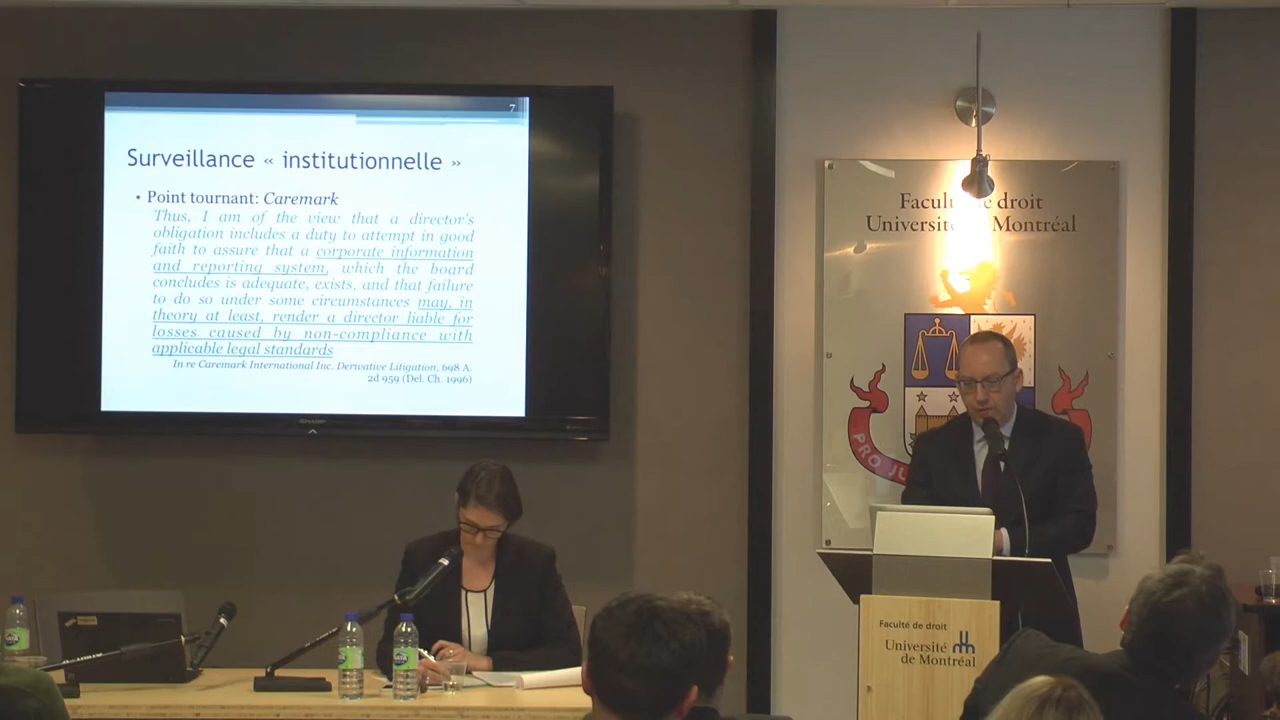 7
Surveillance « institutionnelle »
• Point tournant: Caremark
Thus, I am of the view that a director's
obligation includes a duty to attempt in good
faith to assure that a corporate information
and reporting system, which the board
concludes is adequate, exists, and that failure
to do so under some circumstances may, in
theory at least, render a director liable for
losses caused by non-compliance with
applicable legal standards
In re Caremark International Inc. Derivative Litigation, 698 A.
2d 959 (Del. Ch. 1996)
SHARP
Faculté de droit
Université de Montréal
PRO JU
Faculté de droit
Université
de Montréal